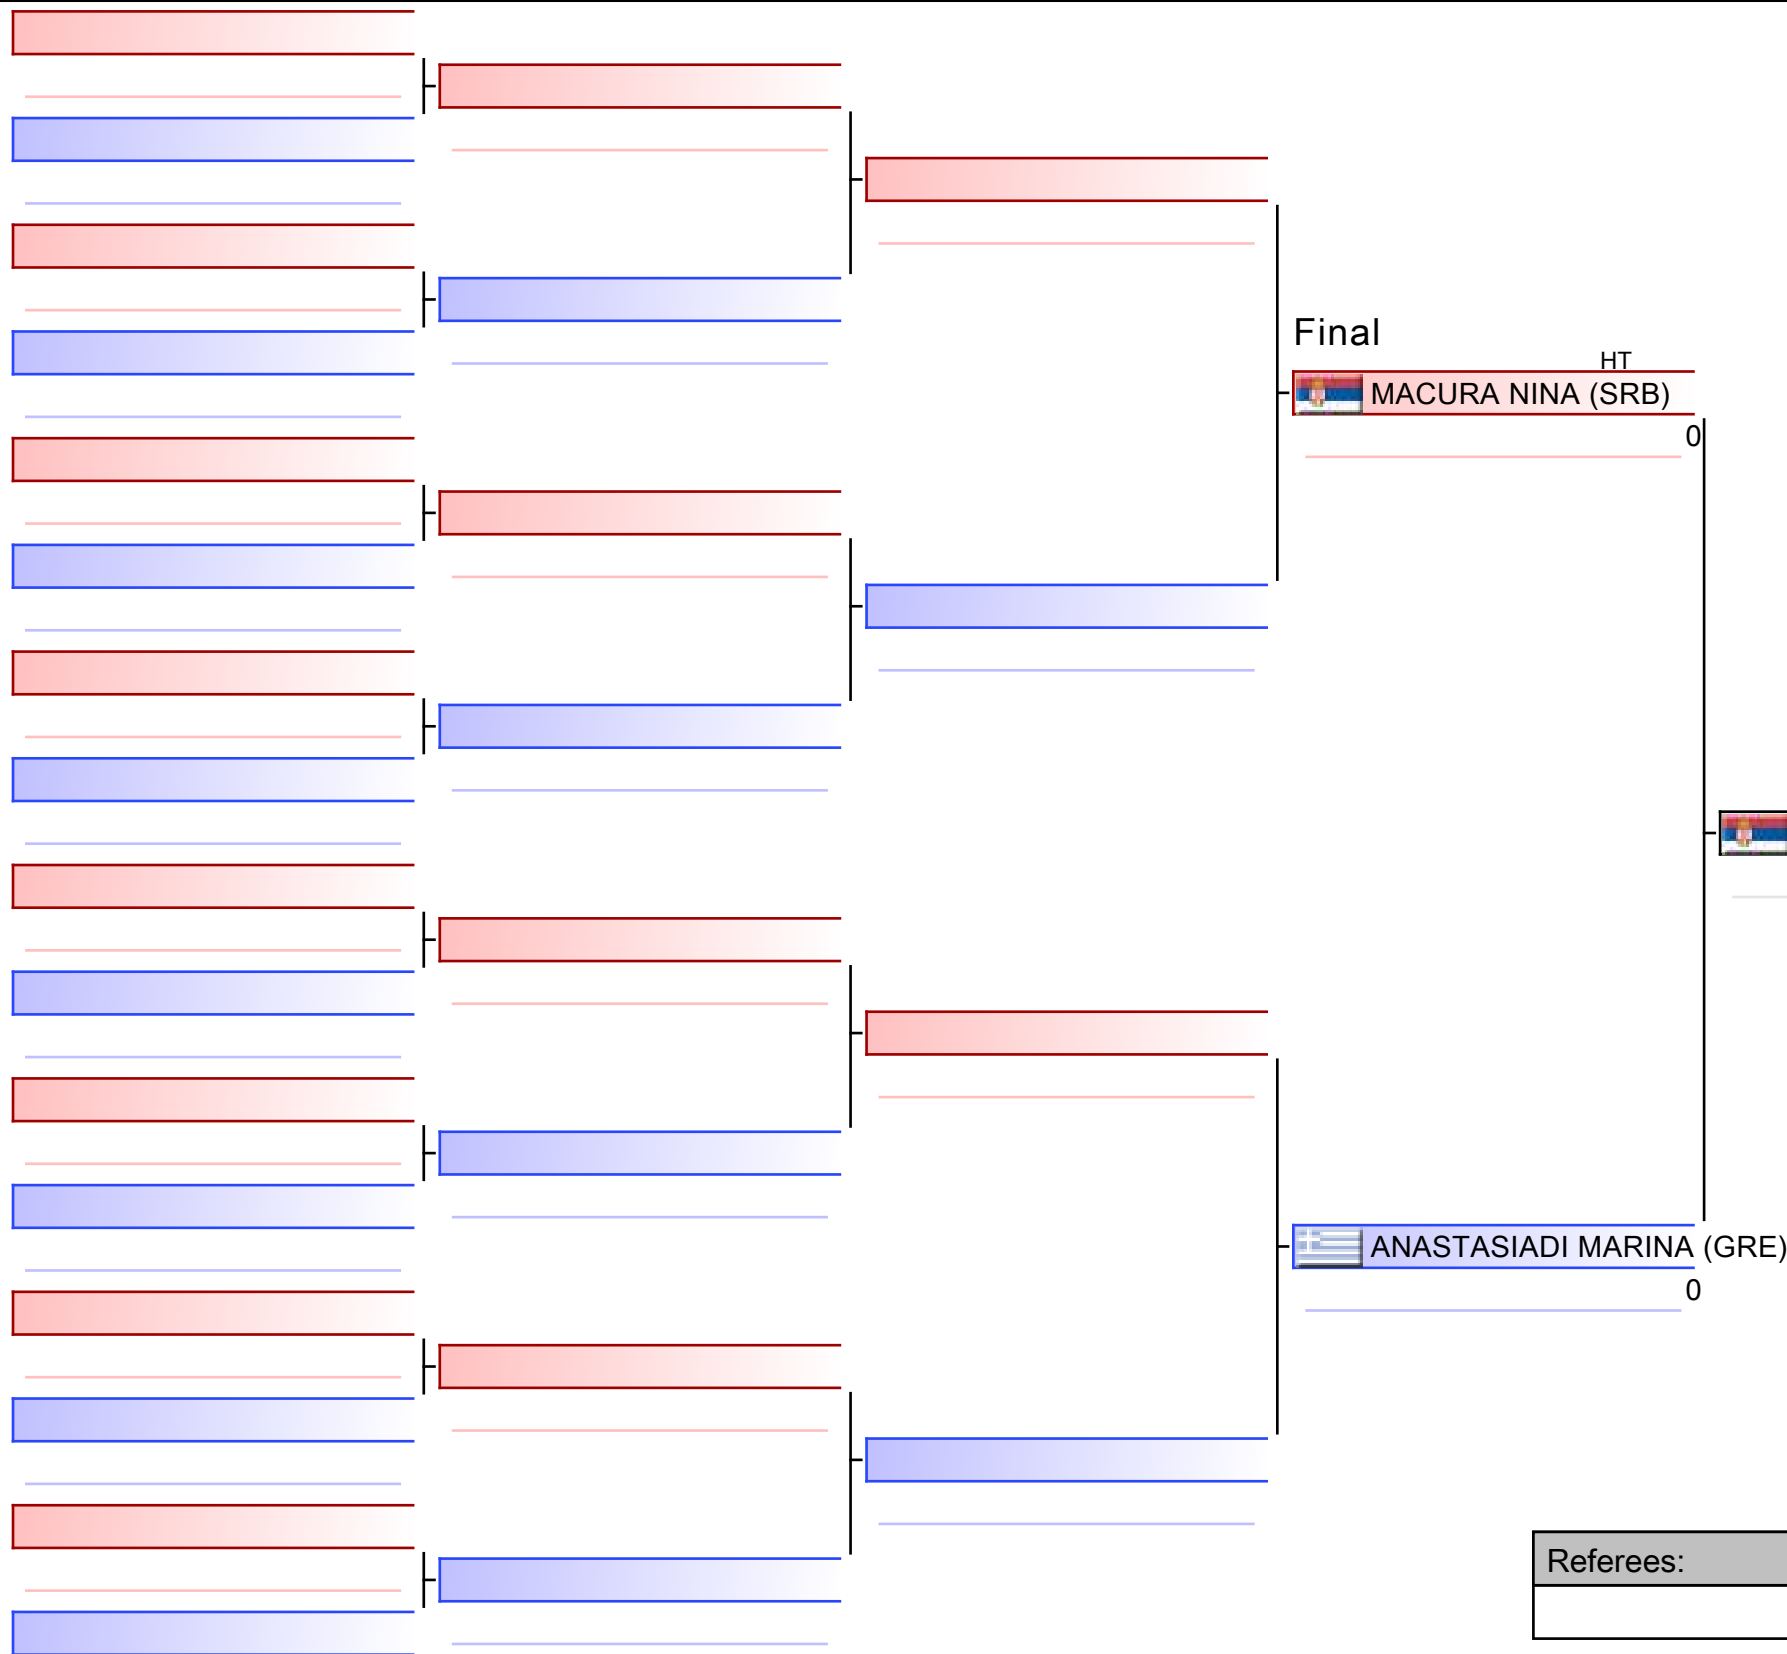 Final
HT
MACURA NINA (SRB)
0
ANASTASIADI MARINA (GRE)
0
Referees: